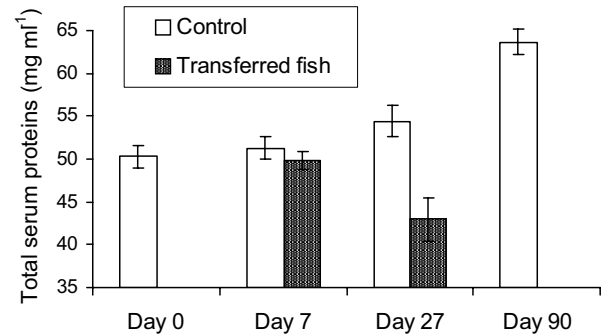 Total serum proteins (mg ml⁻¹)
65
60
55
50
45
40
35
Control
Transferred fish
Day 0
Day 7
Day 27
Day 90